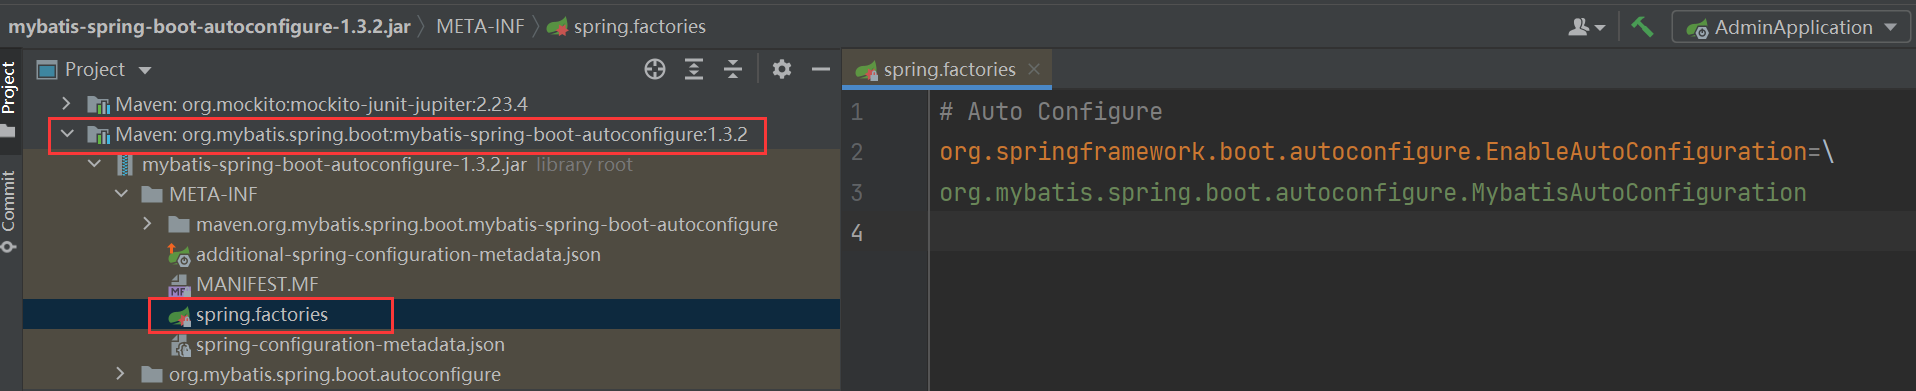 mybatis-spring-boot-autoconfigure-1.3.2.jar META-INF spring.factories
AdminApplication
Project
Commit
Project
Maven: org.mockito:mockito-junit-jupiter:2.23.4
Maven: org.mybatis.spring.boot:mybatis-spring-boot-autoconfigure:1.3.2
mybatis-spring-boot-autoconfigure-1.3.2.jar library root
META-INF
maven.org.mybatis.spring.boot.mybatis-spring-boot-autoconfigure
additional-spring-configuration-metadata.json
MF MANIFEST.MF
spring.factories
spring-configuration-metadata.json
org.mybatis.spring.boot.autoconfigure
spring.factories
1 # Auto Configure
2 org.springframework.boot.autoconfigure.EnableAutoConfiguration=\
3 org.mybatis.spring.boot.autoconfigure.MybatisAutoConfiguration
4